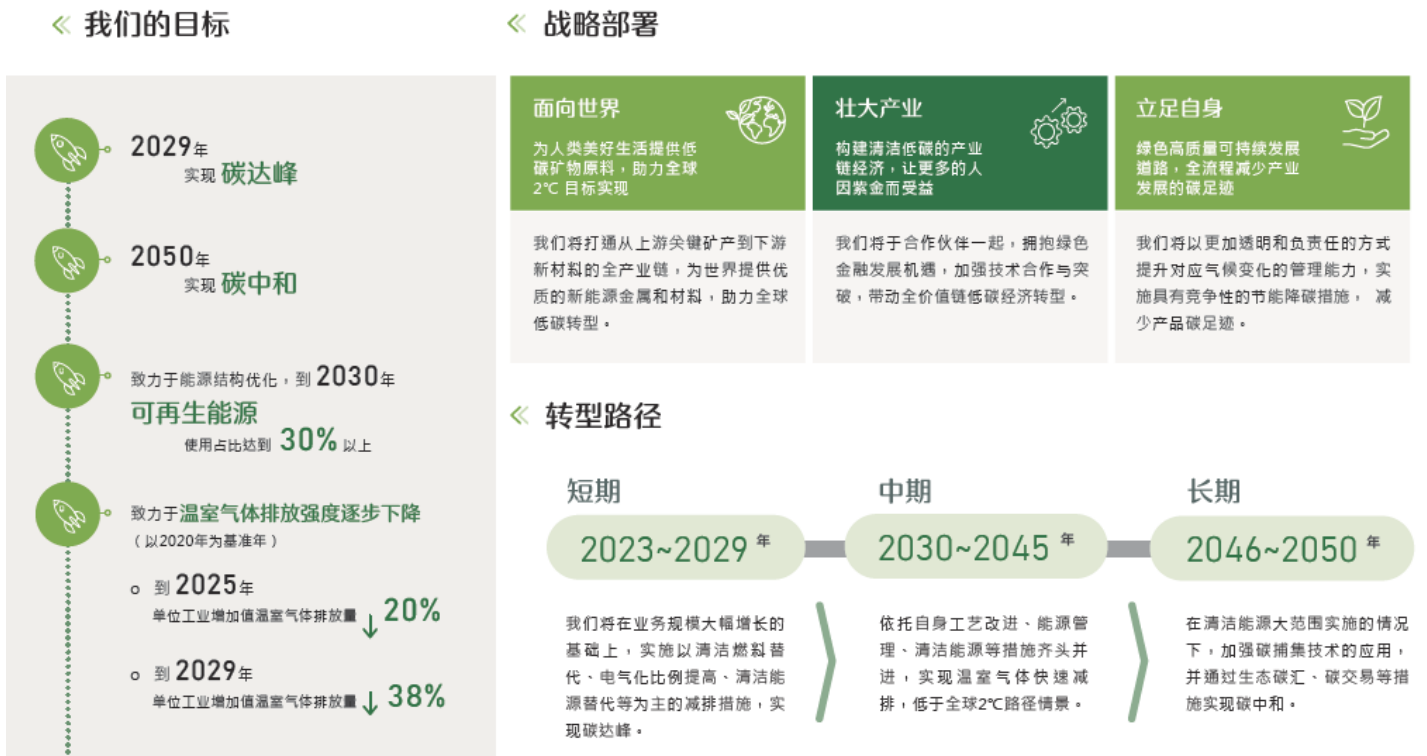 我们的目标
2029年
实现 碳达峰
2050年
实现 碳中和
致力于能源结构优化，到 2030年
可再生能源
使用占比达到 30% 以上
致力于温室气体排放强度逐步下降
（以2020年为基准年）
到 2025年
单位工业增加值温室气体排放量 ↓ 20%
到 2029年
单位工业增加值温室气体排放量 ↓ 38%
战略部署
面向世界
为人类美好生活提供低
碳矿物原料，助力全球
2℃ 目标实现
我们将打通从上游关键矿产到下游
新材料的全产业链，为世界提供优
质的新能源金属和材料，助力全球
低碳转型。
壮大产业
构建清洁低碳的产业
链经济，让更多的人
因紫金而受益
我们将于合作伙伴一起，拥抱绿色
金融发展机遇，加强技术合作与突
破，带动全价值链低碳经济转型。
立足自身
绿色高质量可持续发展
道路，全流程减少产业
发展的碳足迹
我们将以更加透明和负责任的方式
提升对应气候变化的管理能力，实
施具有竞争性的节能降碳措施， 减
少产品碳足迹。
转型路径
短期
2023~2029 年
我们将在业务规模大幅增长的
基础上，实施以清洁燃料替
代、电气化比例提高、清洁能
源替代等为主的减排措施，实
现碳达峰。
中期
2030~2045 年
依托自身工艺改进、能源管
理、清洁能源等措施齐头并
进，实现温室气体快速减
排，低于全球2℃路径情景。
长期
2046~2050 年
在清洁能源大范围实施的情况
下，加强碳捕集技术的应用，
并通过生态碳汇、碳交易等措
施实现碳中和。